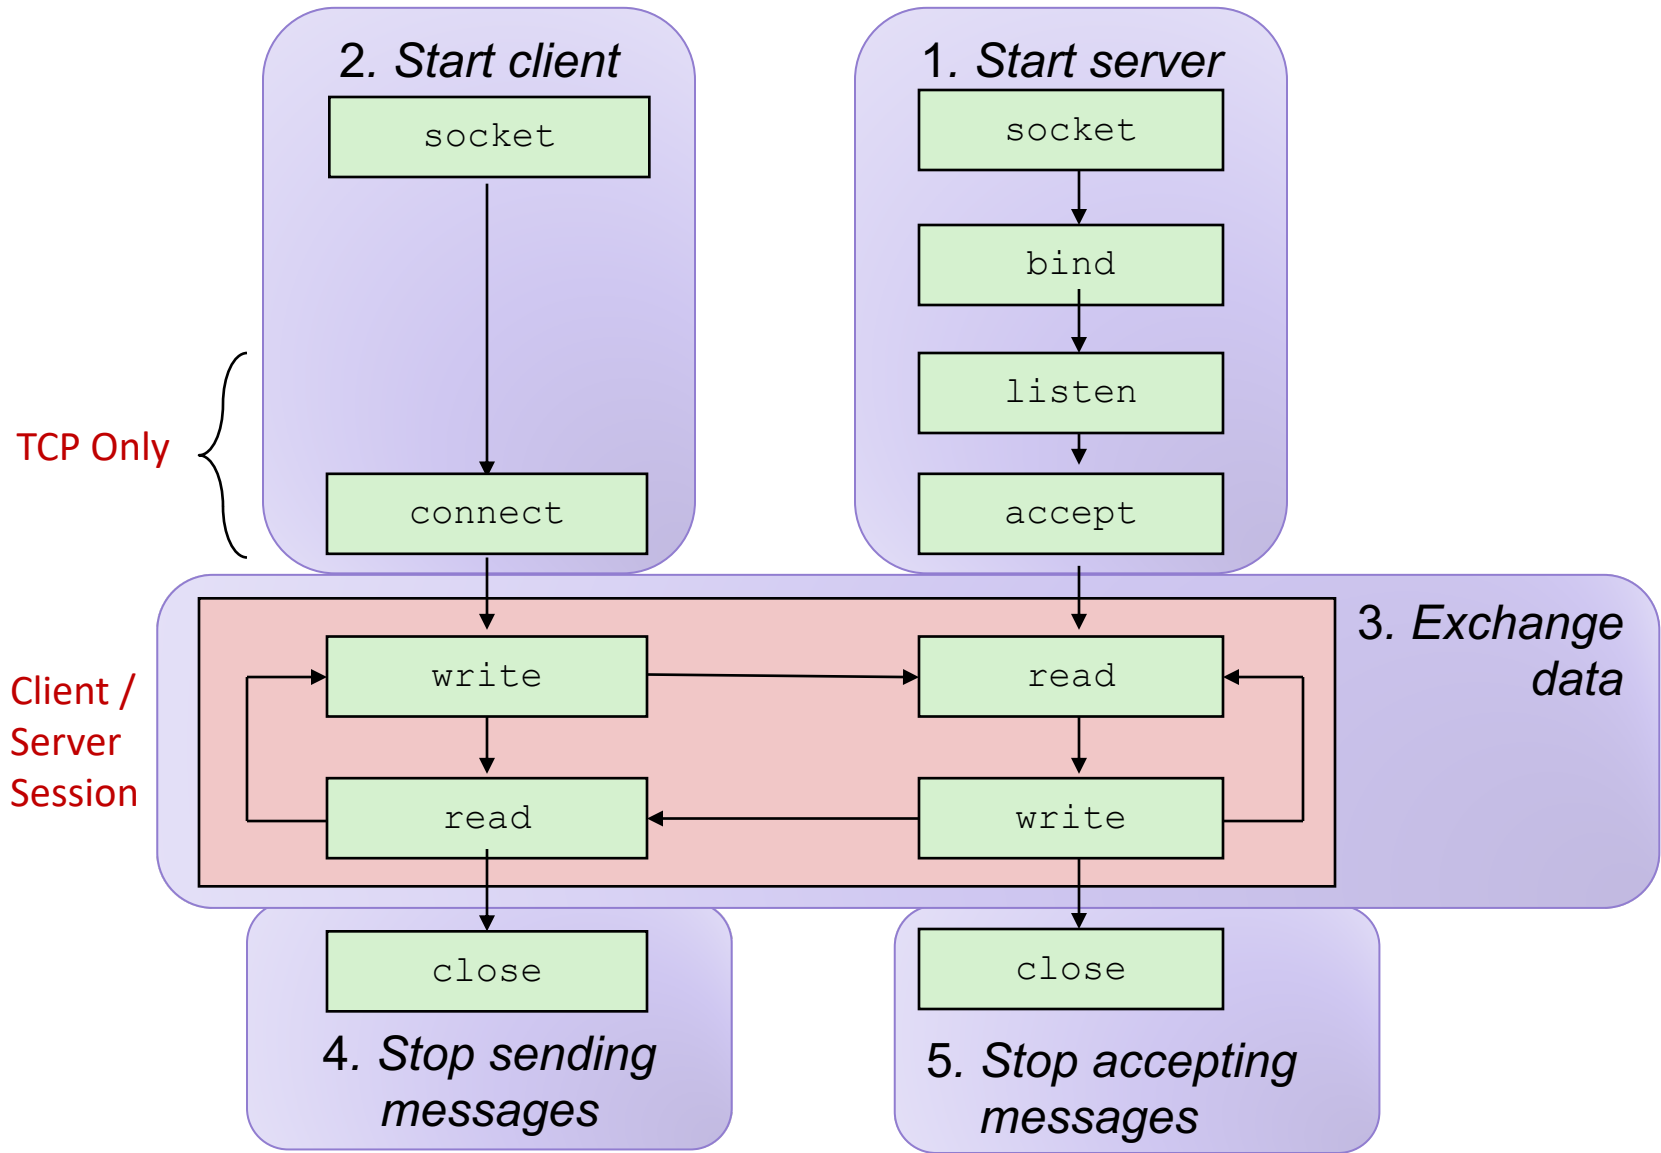 2. Start client
1. Start server
socket
socket
bind
listen
TCP Only
connect
accept
3. Exchange
data
write
read
Client /
Server
Session
read
write
close
close
4. Stop sending
messages
5. Stop accepting
messages